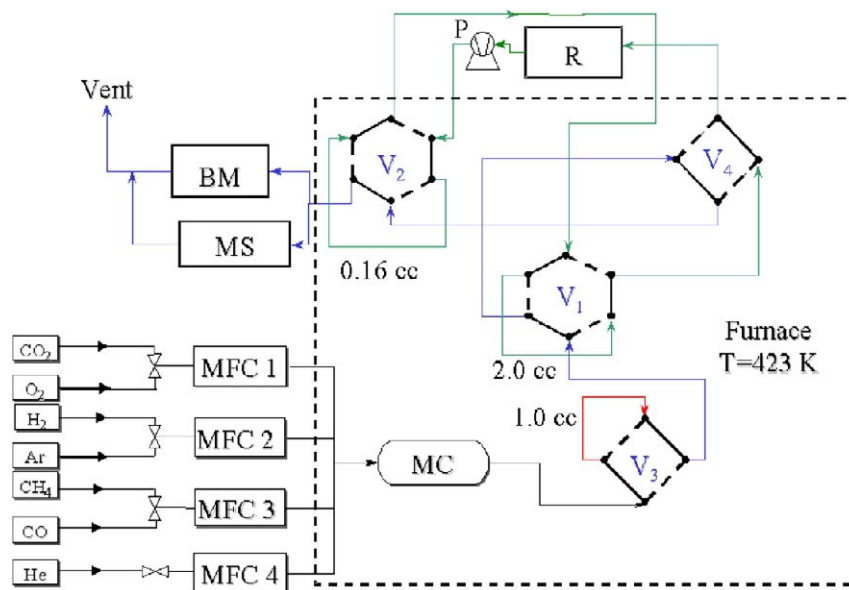 P
R
Vent
BM
MS
V2
V4
0.16 cc
V1
2.0 cc
Furnace
T=423 K
1.0 cc
V3
CO2
O2
MFC 1
H2
Ar
MFC 2
MC
CH4
CO
MFC 3
He
MFC 4